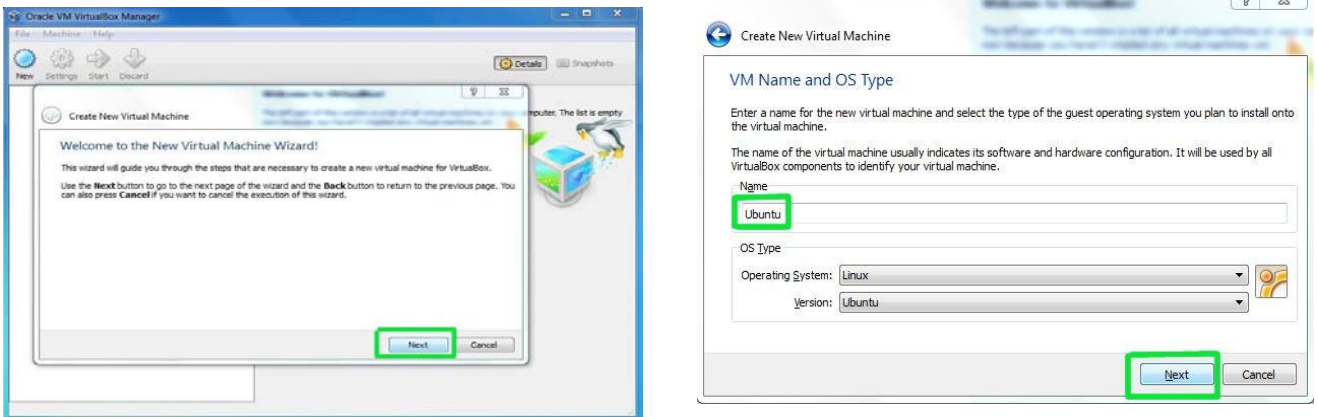 Oracle VM VirtualBox Manager
File Machine Help
New Settings Start Discard
Details Snapshots
mputer. The list is empty
Create New Virtual Machine
Welcome to the New Virtual Machine Wizard!
This wizard will guide you through the steps that are necessary to create a new virtual machine for VirtualBox.
Use the Next button to go to the next page of the wizard and the Back button to return to the previous page. You
can also press Cancel if you want to cancel the execution of this wizard.
Next Cancel
Create New Virtual Machine
VM Name and OS Type
Enter a name for the new virtual machine and select the type of the guest operating system you plan to install onto
the virtual machine.
The name of the virtual machine usually indicates its software and hardware configuration. It will be used by all
VirtualBox components to identify your virtual machine.
Name
Ubuntu
OS Type
Operating System: Linux
Version: Ubuntu
Next Cancel